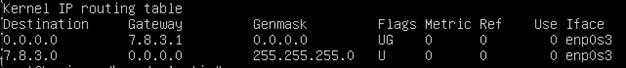 Kernel IP routing table
Destination Gateway Genmask Flags Metric Ref Use Iface
0.0.0.0 7.8.3.1 0.0.0.0 UG 0 0 0 enp0s3
7.8.3.0 0.0.0.0 255.255.255.0 U 0 0 0 enp0s3